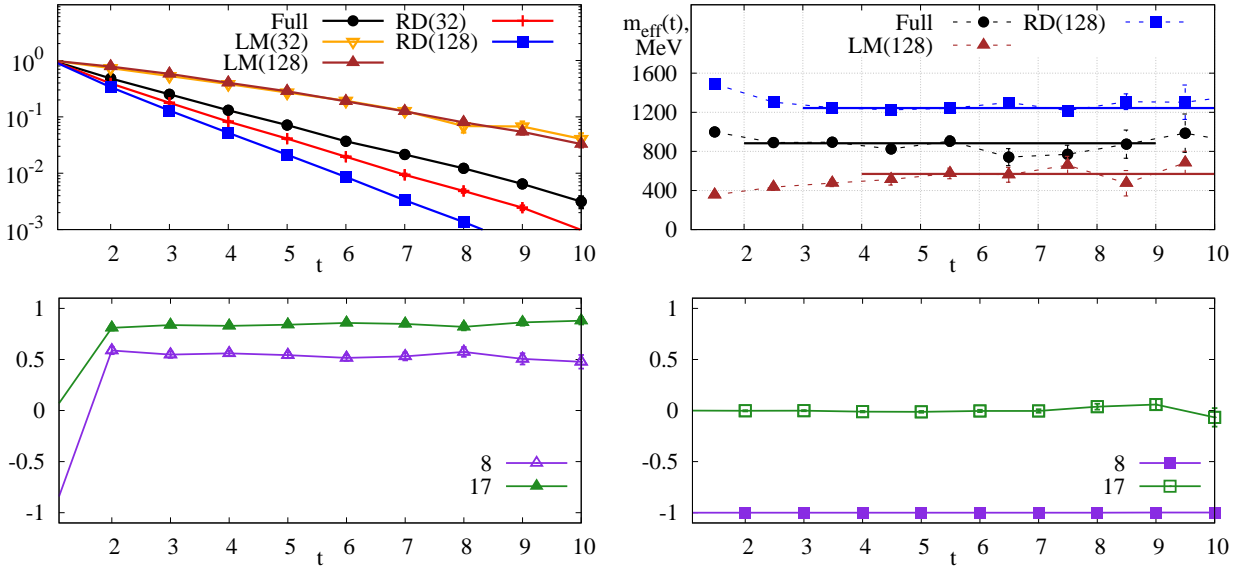 Full RD(32)
LM(32) RD(128)
LM(128)
10^0
10^-1
10^-2
10^-3
2 3 4 5 6 7 8 9 10
t
m_eff(t),
MeV
Full RD(128)
LM(128)
1600
1200
800
400
0
2 3 4 5 6 7 8 9 10
t
1
0.5
0
-0.5
-1
8
17
2 3 4 5 6 7 8 9 10
t
1
0.5
0
-0.5
-1
8
17
2 3 4 5 6 7 8 9 10
t